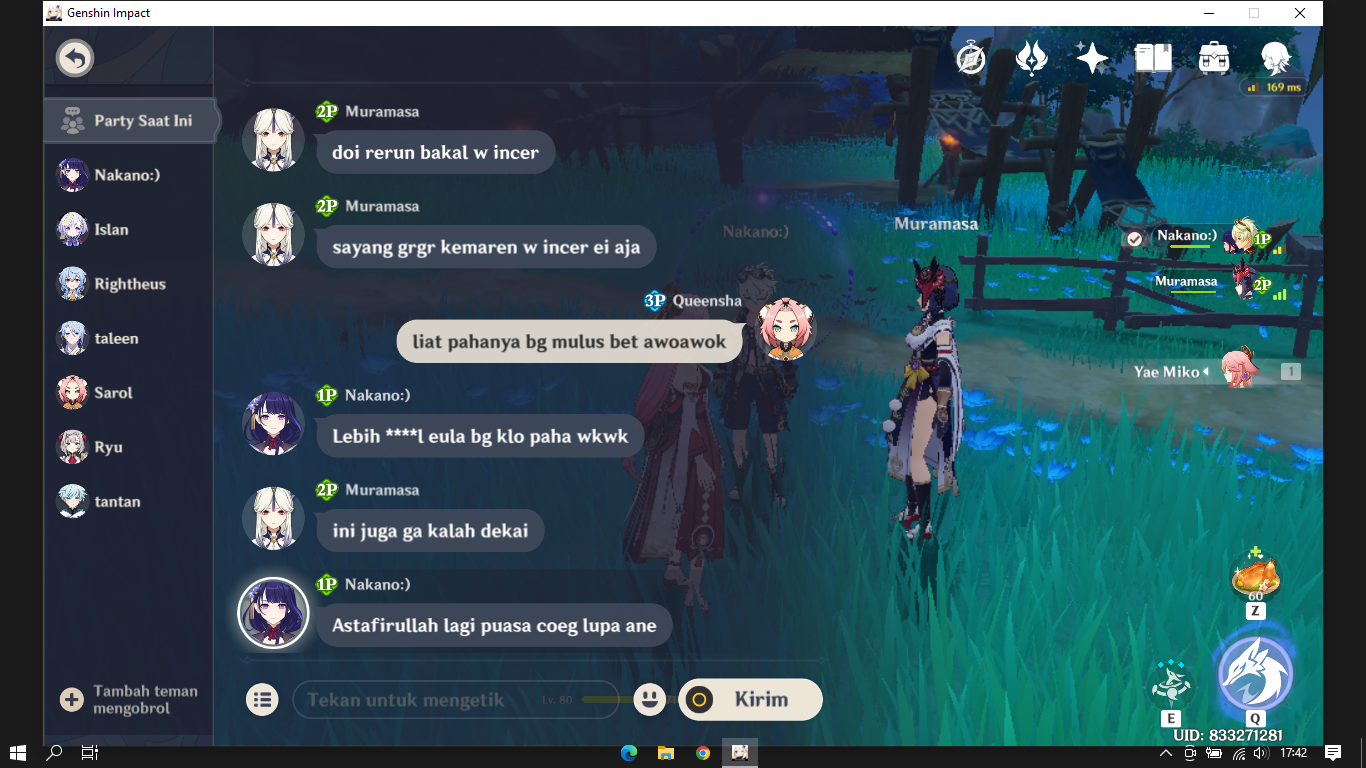 Genshin Impact
169 ms
Party Saat Ini
Nakano:)
Islan
Rightheus
taleen
Sarol
Ryu
tantan
Tambah teman
mengobrol
2P Muramasa
doi rerun bakal w incer
2P Muramasa
sayang grgr kemaren w incer ei aja
3P Queensha
liat pahanya bg mulus bet awoawok
1P Nakano:)
Lebih ****l eula bg klo paha wkwk
2P Muramasa
ini juga ga kalah dekai
1P Nakano:)
Astafirullah lagi puasa coeg lupa ane
Tekan untuk mengetik
Lv. 80
Kirim
Nakano:)
Muramasa
Nakano:) 1P
Muramasa 2P
Yae Miko 1
60
Z
E
Q
UID: 833271281
17:42